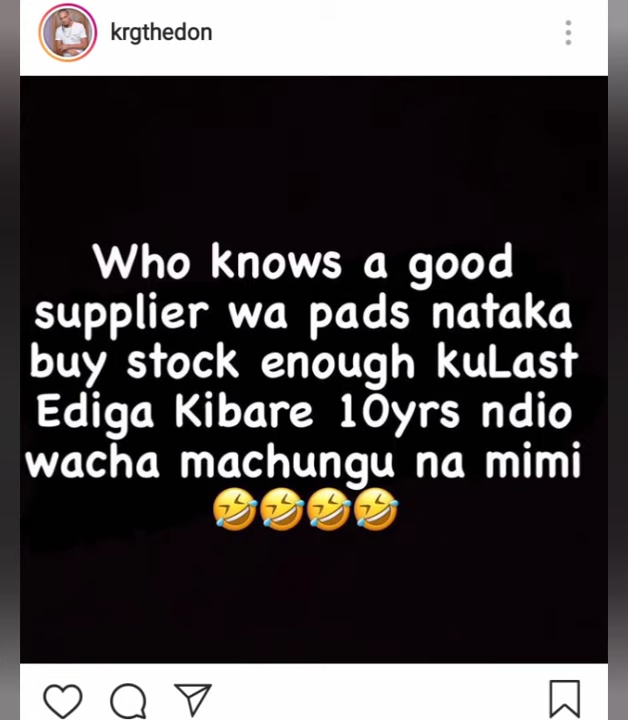 krgthedon
Who knows a good
supplier wa pads nataka
buy stock enough kuLast
Ediga Kibare 10yrs ndio
wacha machungu na mimi
🤣🤣🤣🤣